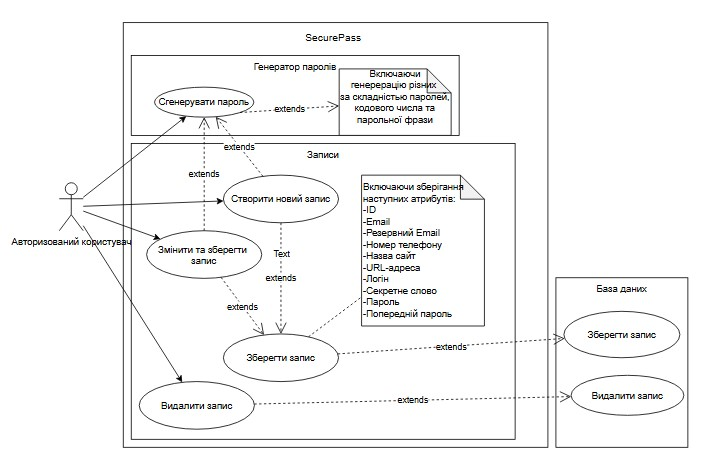 SecurePass
Генератор паролів
Сгенерувати пароль
extends
Включаючи
генерерацію різних
за складністью паролей,
кодового числа та
парольної фрази
extends
extends
Записи
Створити новий запис
Включаючи зберігання
наступних атрибутів:
-ID
-Email
-Резервний Email
-Номер телефону
-Назва сайт
-URL-адреса
-Логін
-Секретне слово
-Пароль
-Попередній пароль
Авторизований користувач
Змінити та зберегти
запис
Text
extends
extends
База даних
Зберегти запис
Зберегти запис
extends
Видалити запис
extends
Видалити запис